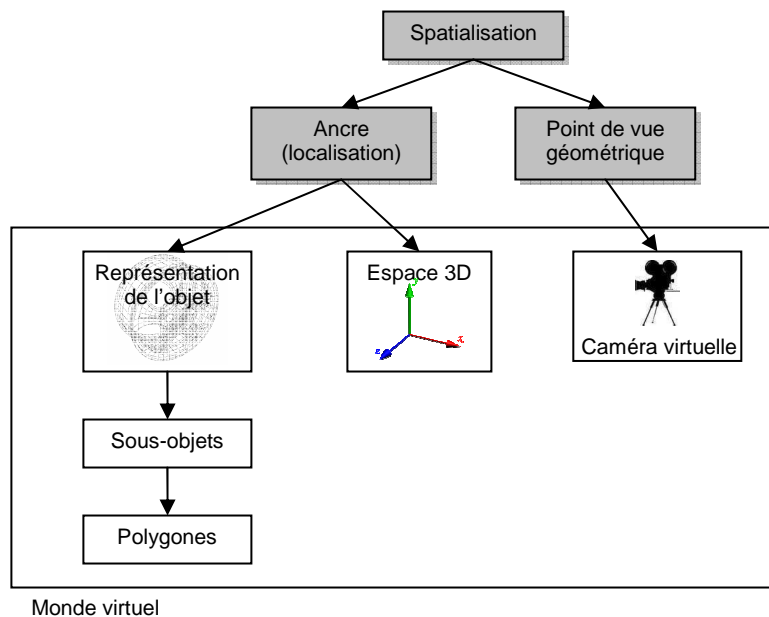 Spatialisation
Ancre
(localisation)
Point de vue
géométrique
Représentation
de l'objet
Espace 3D
y
z
x
Caméra virtuelle
Sous-objets
Polygones
Monde virtuel